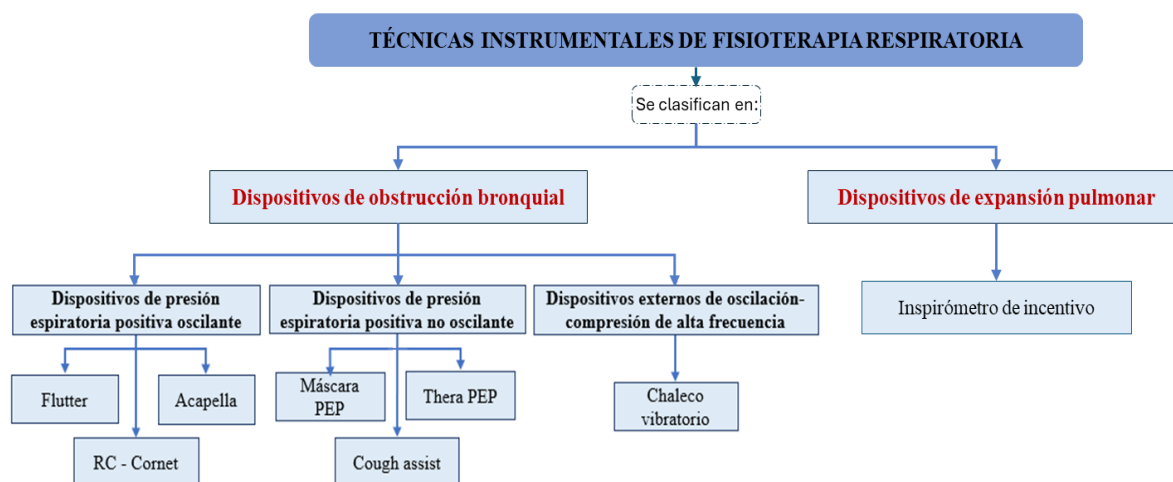 TÉCNICAS INSTRUMENTALES DE FISIOTERAPIA RESPIRATORIA
Se clasifican en:
Dispositivos de obstrucción bronquial
Dispositivos de expansión pulmonar
Dispositivos de presión
espiratoria positiva oscilante
Dispositivos de presión
espiratoria positiva no oscilante
Dispositivos externos de oscilación-
compresión de alta frecuencia
Inspirómetro de incentivo
Flutter
Acapella
RC - Cornet
Máscara
PEP
Thera PEP
Cough assist
Chaleco
vibratorio